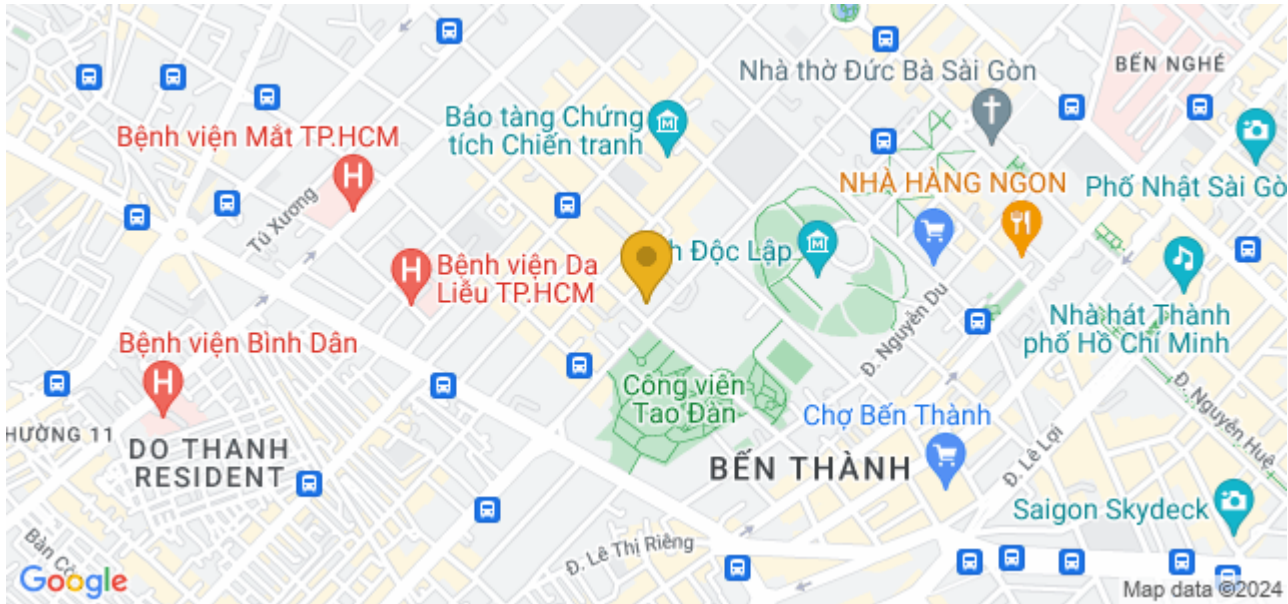 BẾN NGHÉ
Nhà thờ Đức Bà Sài Gòn
Bảo tàng Chứng
tích Chiến tranh
Bệnh viện Mắt TP.HCM
H
NHÀ HÀNG NGON
Phố Nhật Sài Gò
Tú Xương
h Độc Lập
H
Bệnh viện Da
Liễu TP.HCM
Đ. Nguyễn Du
Nhà hát Thành
phố Hồ Chí Minh
Bệnh viện Bình Dân
H
Công viên
Tao Đàn
Chợ Bến Thành
Đ. Nguyễn Huệ
HƯỜNG 11
DO THANH
RESIDENT
BẾN THÀNH
Đ. Lê Lợi
Saigon Skydeck
Đ. Lê Thị Riêng
Bàn Cờ
Google
Map data ©2024